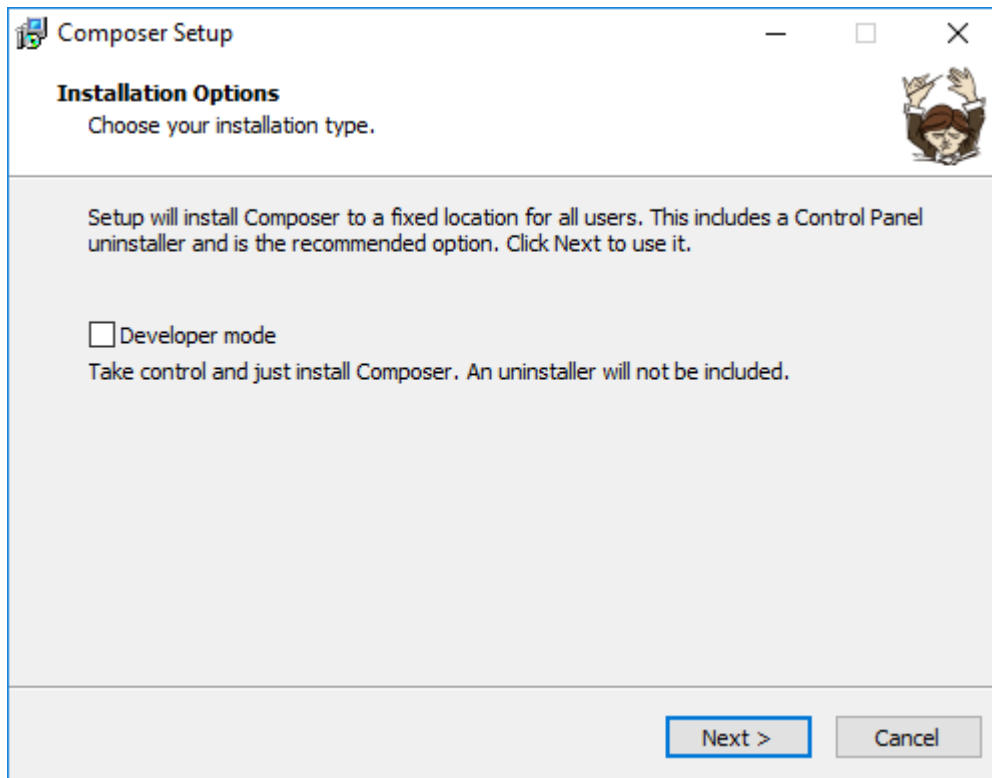 Composer Setup
Installation Options
Choose your installation type.
Setup will install Composer to a fixed location for all users. This includes a Control Panel
uninstaller and is the recommended option. Click Next to use it.
Developer mode
Take control and just install Composer. An uninstaller will not be included.
Next >
Cancel